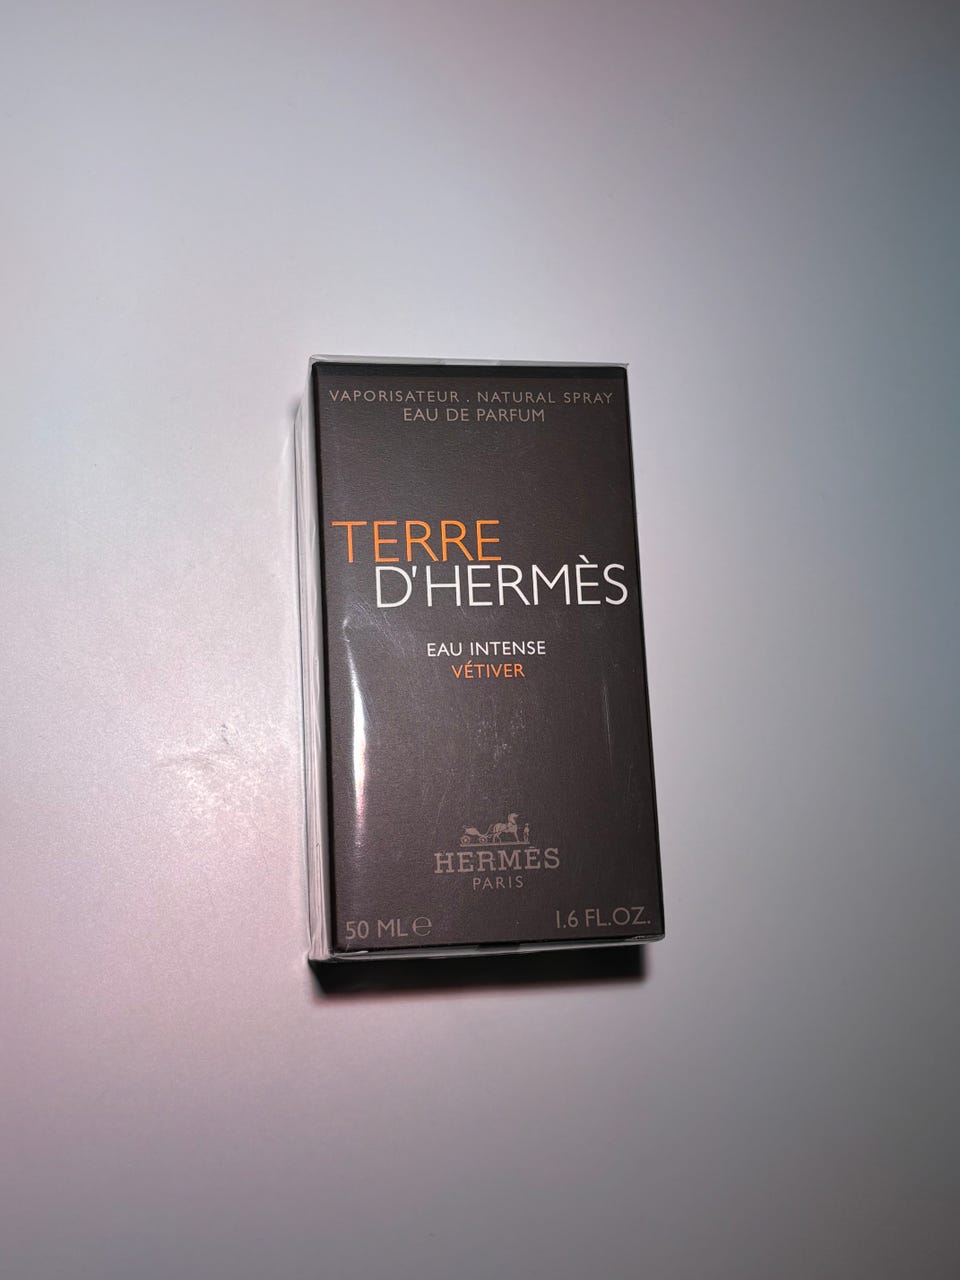 VAPORISATEUR . NATURAL SPRAY
EAU DE PARFUM
TERRE
D'HERMÈS
EAU INTENSE
VÉTIVER
HERMÈS
PARIS
50 ML ℮
1.6 FL.OZ.